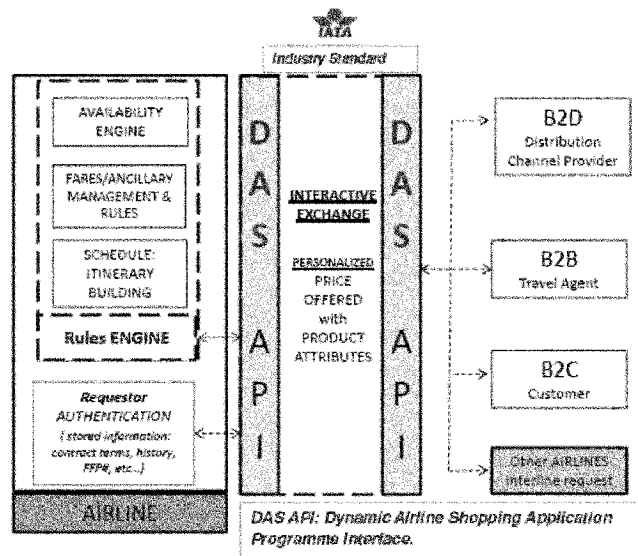 IATA
Industry Standard
AVAILABILITY
ENGINE
FARES/ANCILLARY
MANAGEMENT &
RULES
SCHEDULE:
ITINERARY
BUILDING
Rules ENGINE
Requestor
AUTHENTICATION
( stored information:
contract terms, history,
FFP#, etc...)
AIRLINE
D
A
S
A
P
I
INTERACTIVE
EXCHANGE
PERSONALIZED
PRICE
OFFERED
with
PRODUCT
ATTRIBUTES
D
A
S
A
P
I
B2D
Distribution
Channel Provider
B2B
Travel Agent
B2C
Customer
Other AIRLINES
interline request
DAS API: Dynamic Airline Shopping Application
Programme Interface.